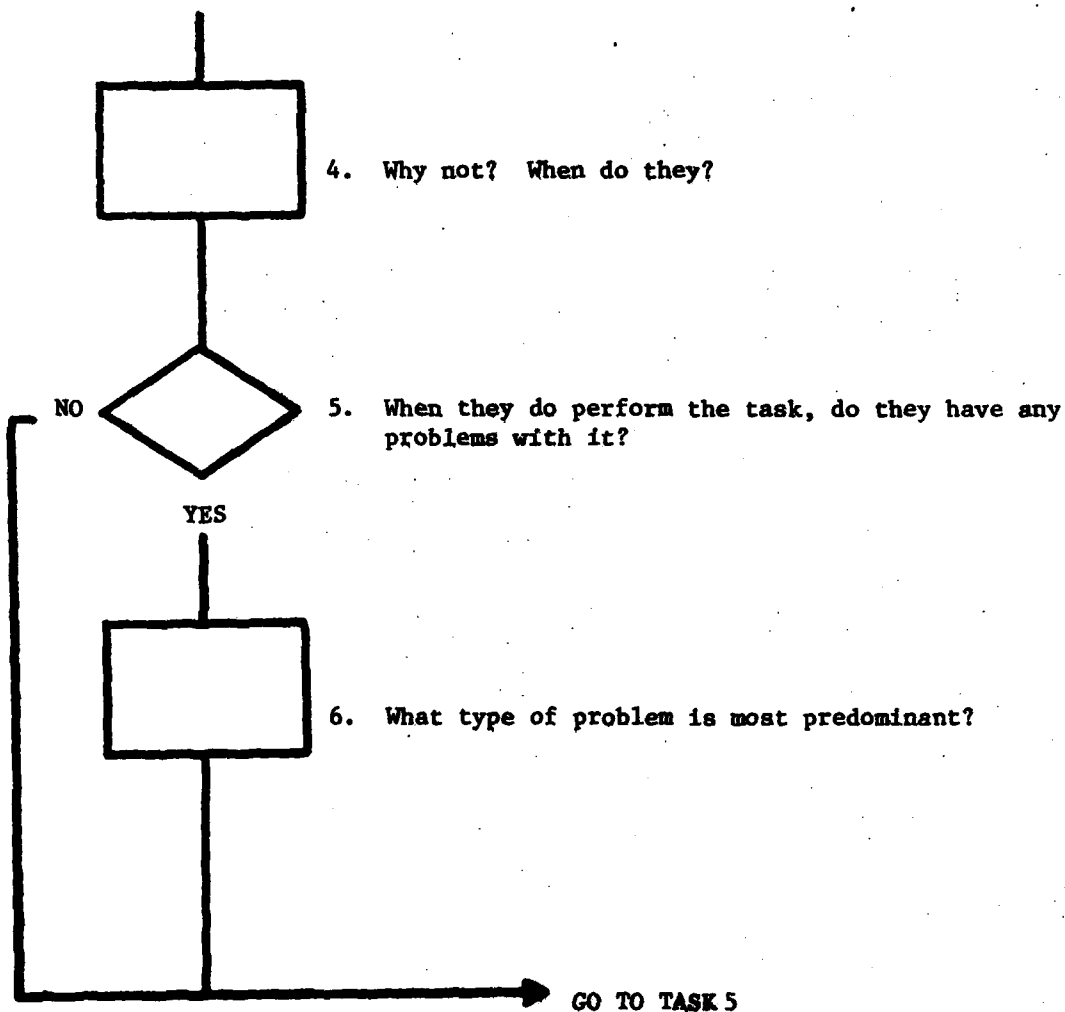 4. Why not? When do they?
NO
5. When they do perform the task, do they have any
problems with it?
YES
6. What type of problem is most predominant?
GO TO TASK 5